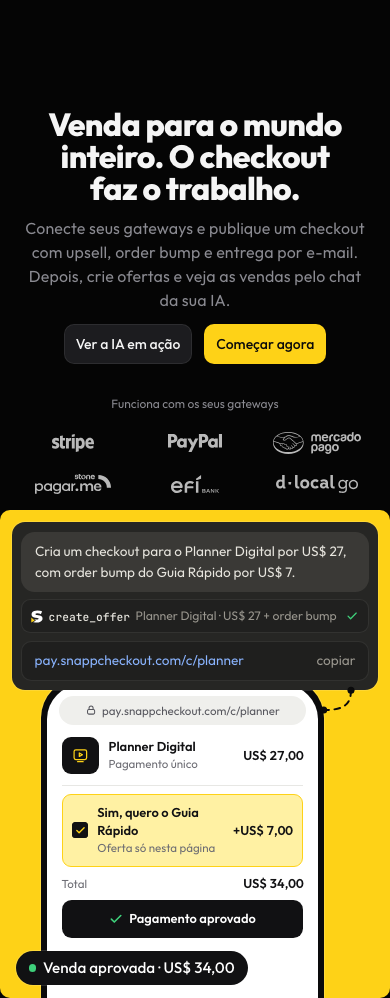 Venda para o mundo
inteiro. O checkout
faz o trabalho.
Conecte seus gateways e publique um checkout
com upsell, order bump e entrega por e-mail.
Depois, crie ofertas e veja as vendas pelo chat
da sua IA.
Ver a IA em ação
Começar agora
Funciona com os seus gateways
stripe
PayPal
mercado
pago
stone
pagar.me
efí
BANK
d·local go
Cria um checkout para o Planner Digital por US$ 27,
com order bump do Guia Rápido por US$ 7.
create_offer Planner Digital · US$ 27 + order bump
pay.snappcheckout.com/c/planner
copiar
pay.snappcheckout.com/c/planner
Planner Digital
Pagamento único
US$ 27,00
Sim, quero o Guia
Rápido
Oferta só nesta página
+US$ 7,00
Total
US$ 34,00
Pagamento aprovado
Venda aprovada · US$ 34,00